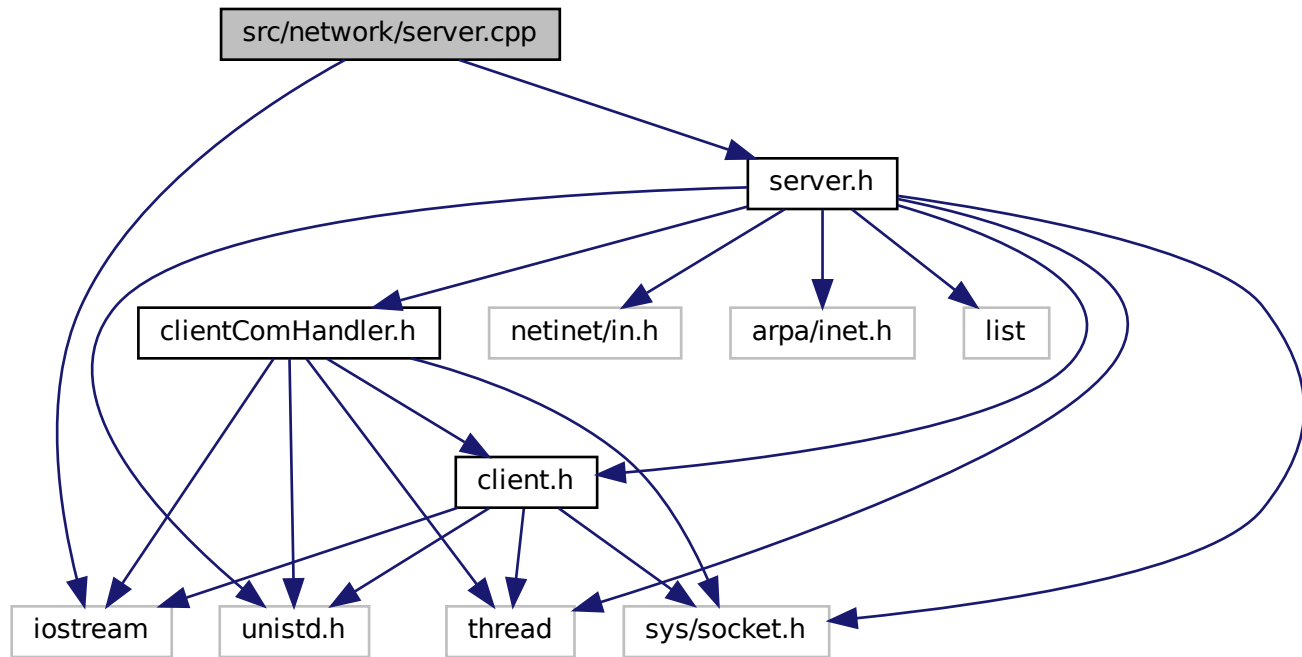 src/network/server.cpp
server.h
clientComHandler.h
netinet/in.h
arpa/inet.h
list
client.h
iostream
unistd.h
thread
sys/socket.h